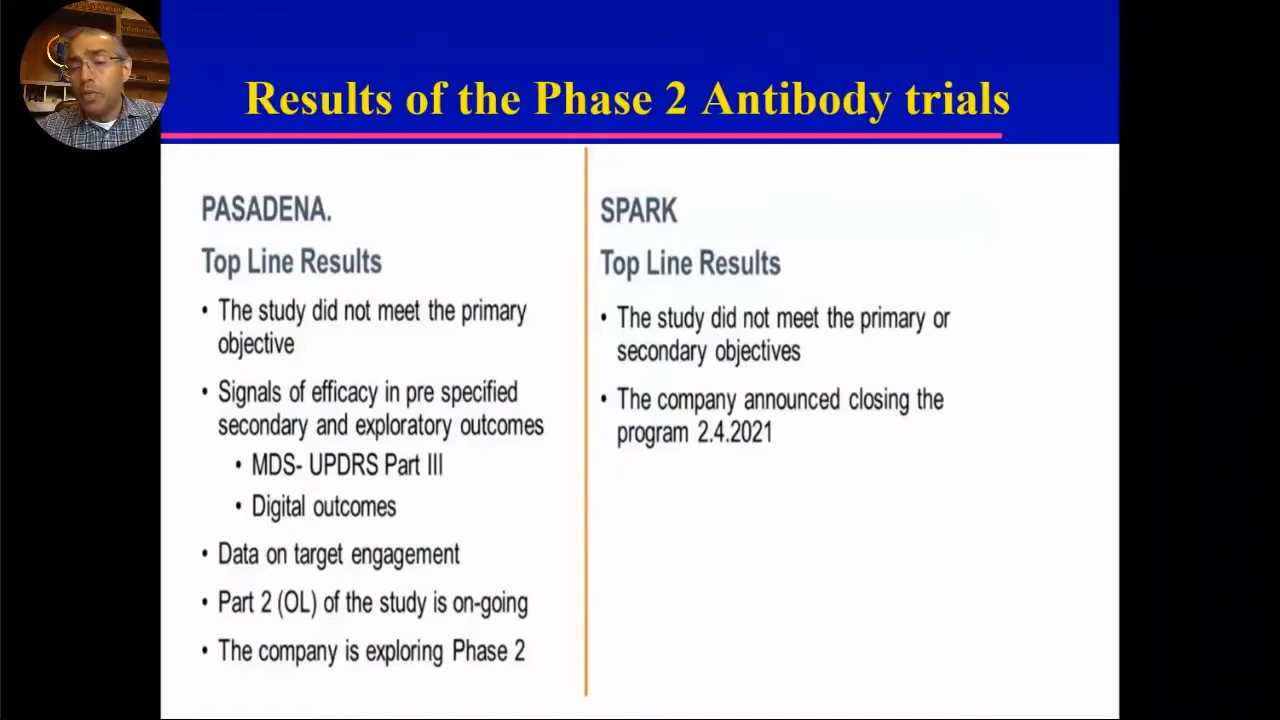 Results of the Phase 2 Antibody trials
PASADENA.
Top Line Results
• The study did not meet the primary
objective
• Signals of efficacy in pre specified
secondary and exploratory outcomes
• MDS- UPDRS Part III
• Digital outcomes
• Data on target engagement
• Part 2 (OL) of the study is on-going
• The company is exploring Phase 2
SPARK
Top Line Results
• The study did not meet the primary or
secondary objectives
• The company announced closing the
program 2.4.2021